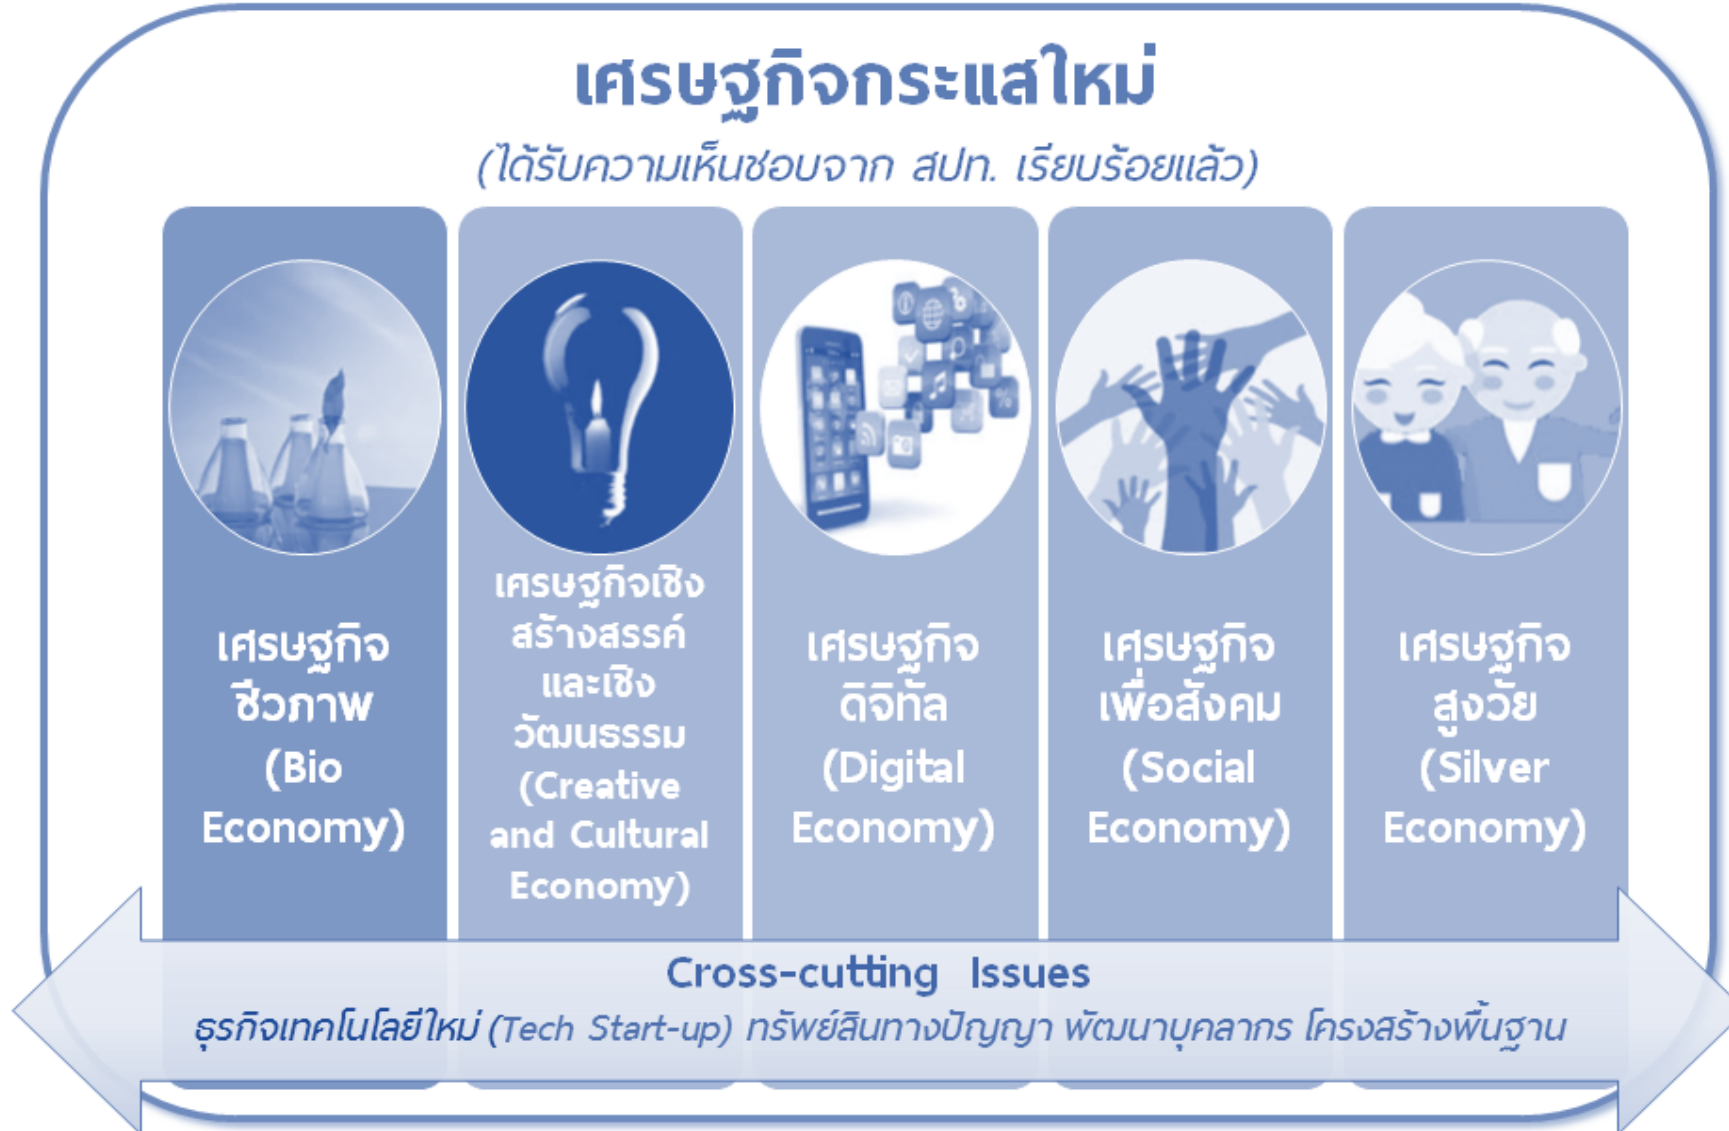 เศรษฐกิจกระแสใหม่
(ได้รับความเห็นชอบจาก สปท. เรียบร้อยแล้ว)
เศรษฐกิจ
ชีวภาพ
(Bio
Economy)
เศรษฐกิจเชิง
สร้างสรรค์
และเชิง
วัฒนธรรม
(Creative
and Cultural
Economy)
เศรษฐกิจ
ดิจิทัล
(Digital
Economy)
เศรษฐกิจ
เพื่อสังคม
(Social
Economy)
เศรษฐกิจ
สูงวัย
(Silver
Economy)
Cross-cutting Issues
ธุรกิจเทคโนโลยีใหม่ (Tech Start-up) ทรัพย์สินทางปัญญา พัฒนาบุคลากร โครงสร้างพื้นฐาน